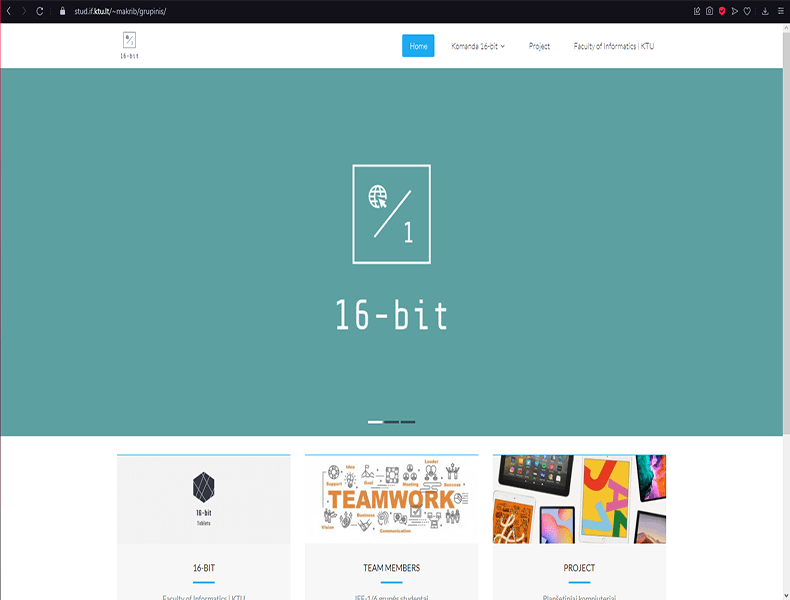 stud.if.ktu.lt/~makrib/grupinis/
16-bit
Home
Komanda 16-bit
Project
Faculty of Informatics | KTU
1
16-bit
16-bit
Tablets
Idea
Leader
Support
Goal
Meeting
Success
TEAMWORK
Vision
Business
Communication
16-BIT
TEAM MEMBERS
PROJECT
Faculty of Informatics | KTU
IFF-1/6 grupės studentai
Planšetiniai kompiuteriai